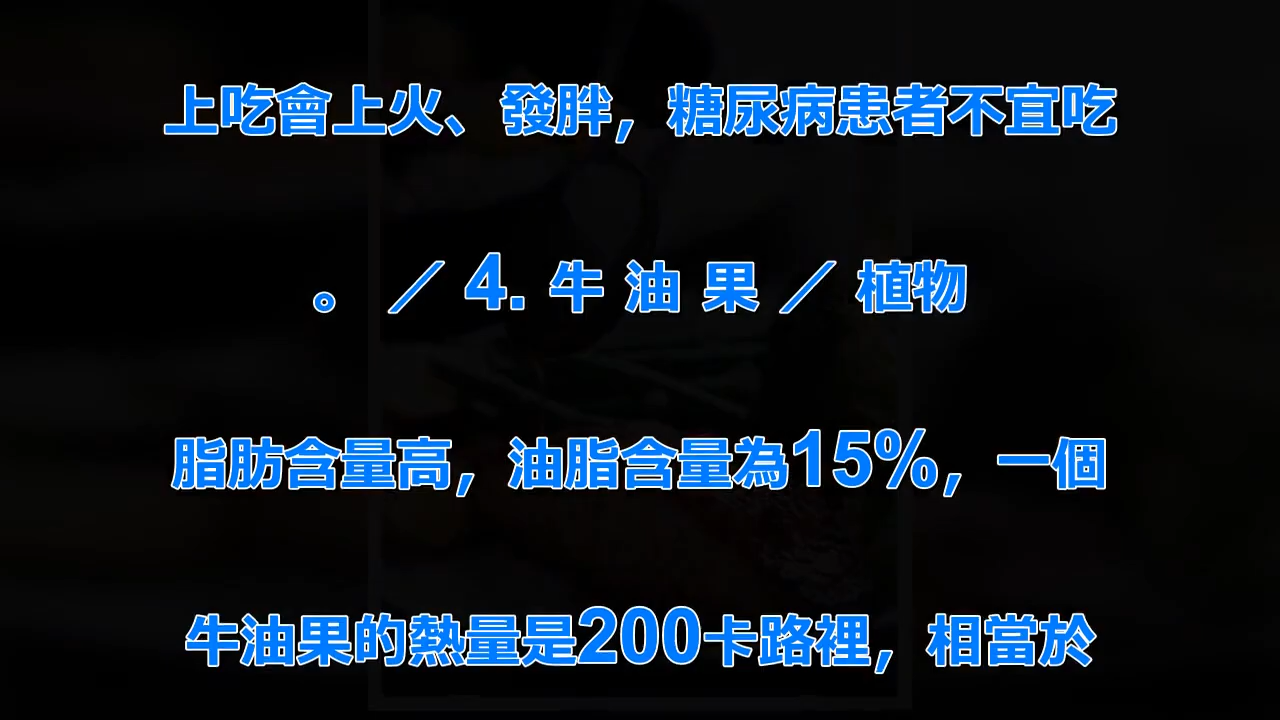 上吃會上火、發胖，糖尿病患者不宜吃
。 ／ 4. 牛 油 果 ／ 植物
脂肪含量高，油脂含量為15%，一個
牛油果的熱量是200卡路裡，相當於